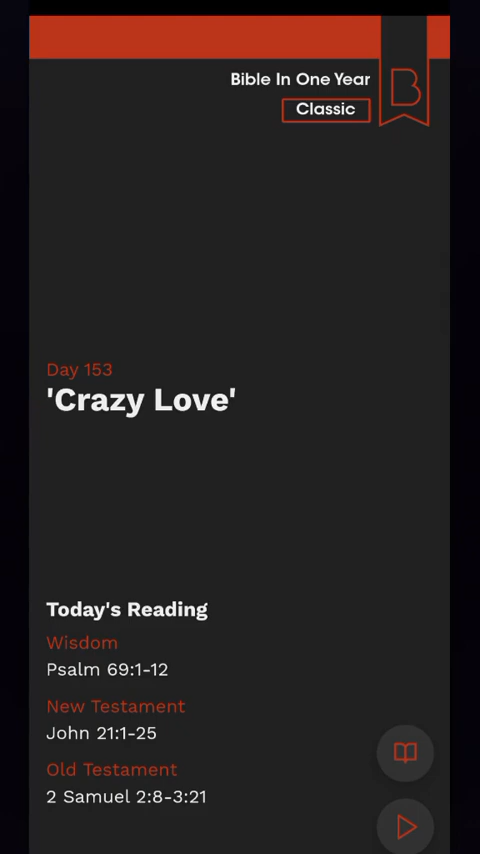 Bible In One Year
Classic
Day 153
'Crazy Love'
Today's Reading
Wisdom
Psalm 69:1-12
New Testament
John 21:1-25
Old Testament
2 Samuel 2:8-3:21